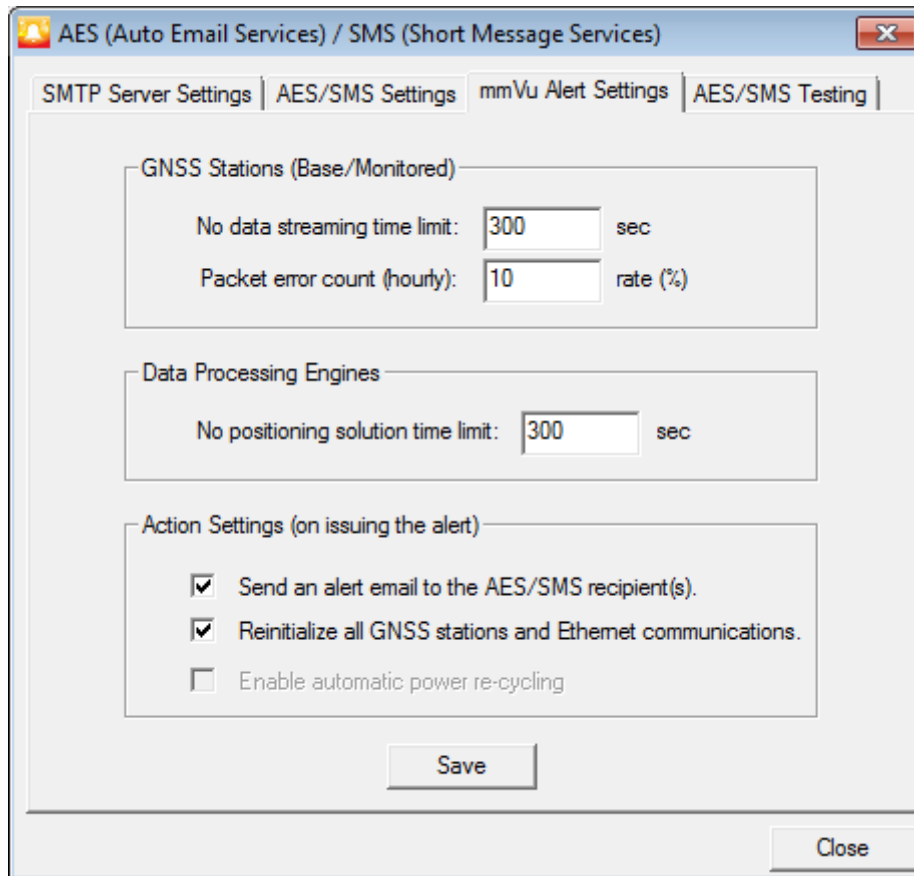 AES (Auto Email Services) / SMS (Short Message Services)
SMTP Server Settings
AES/SMS Settings
mmVu Alert Settings
AES/SMS Testing
GNSS Stations (Base/Monitored)
No data streaming time limit: 300 sec
Packet error count (hourly): 10 rate (%)
Data Processing Engines
No positioning solution time limit: 300 sec
Action Settings (on issuing the alert)
Send an alert email to the AES/SMS recipient(s).
Reinitialize all GNSS stations and Ethernet communications.
Enable automatic power re-cycling
Save
Close